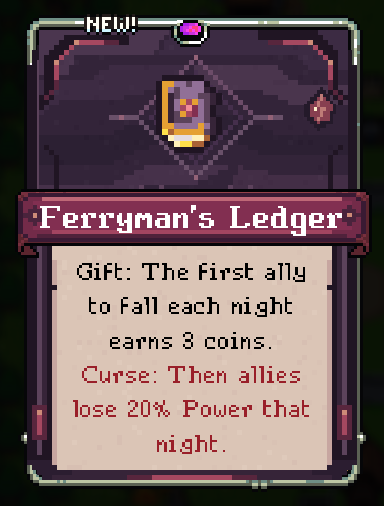 NEW!
Ferryman's Ledger
Gift: The first ally
to fall each night
earns 3 coins.
Curse: Then allies
lose 20% Power that
night.